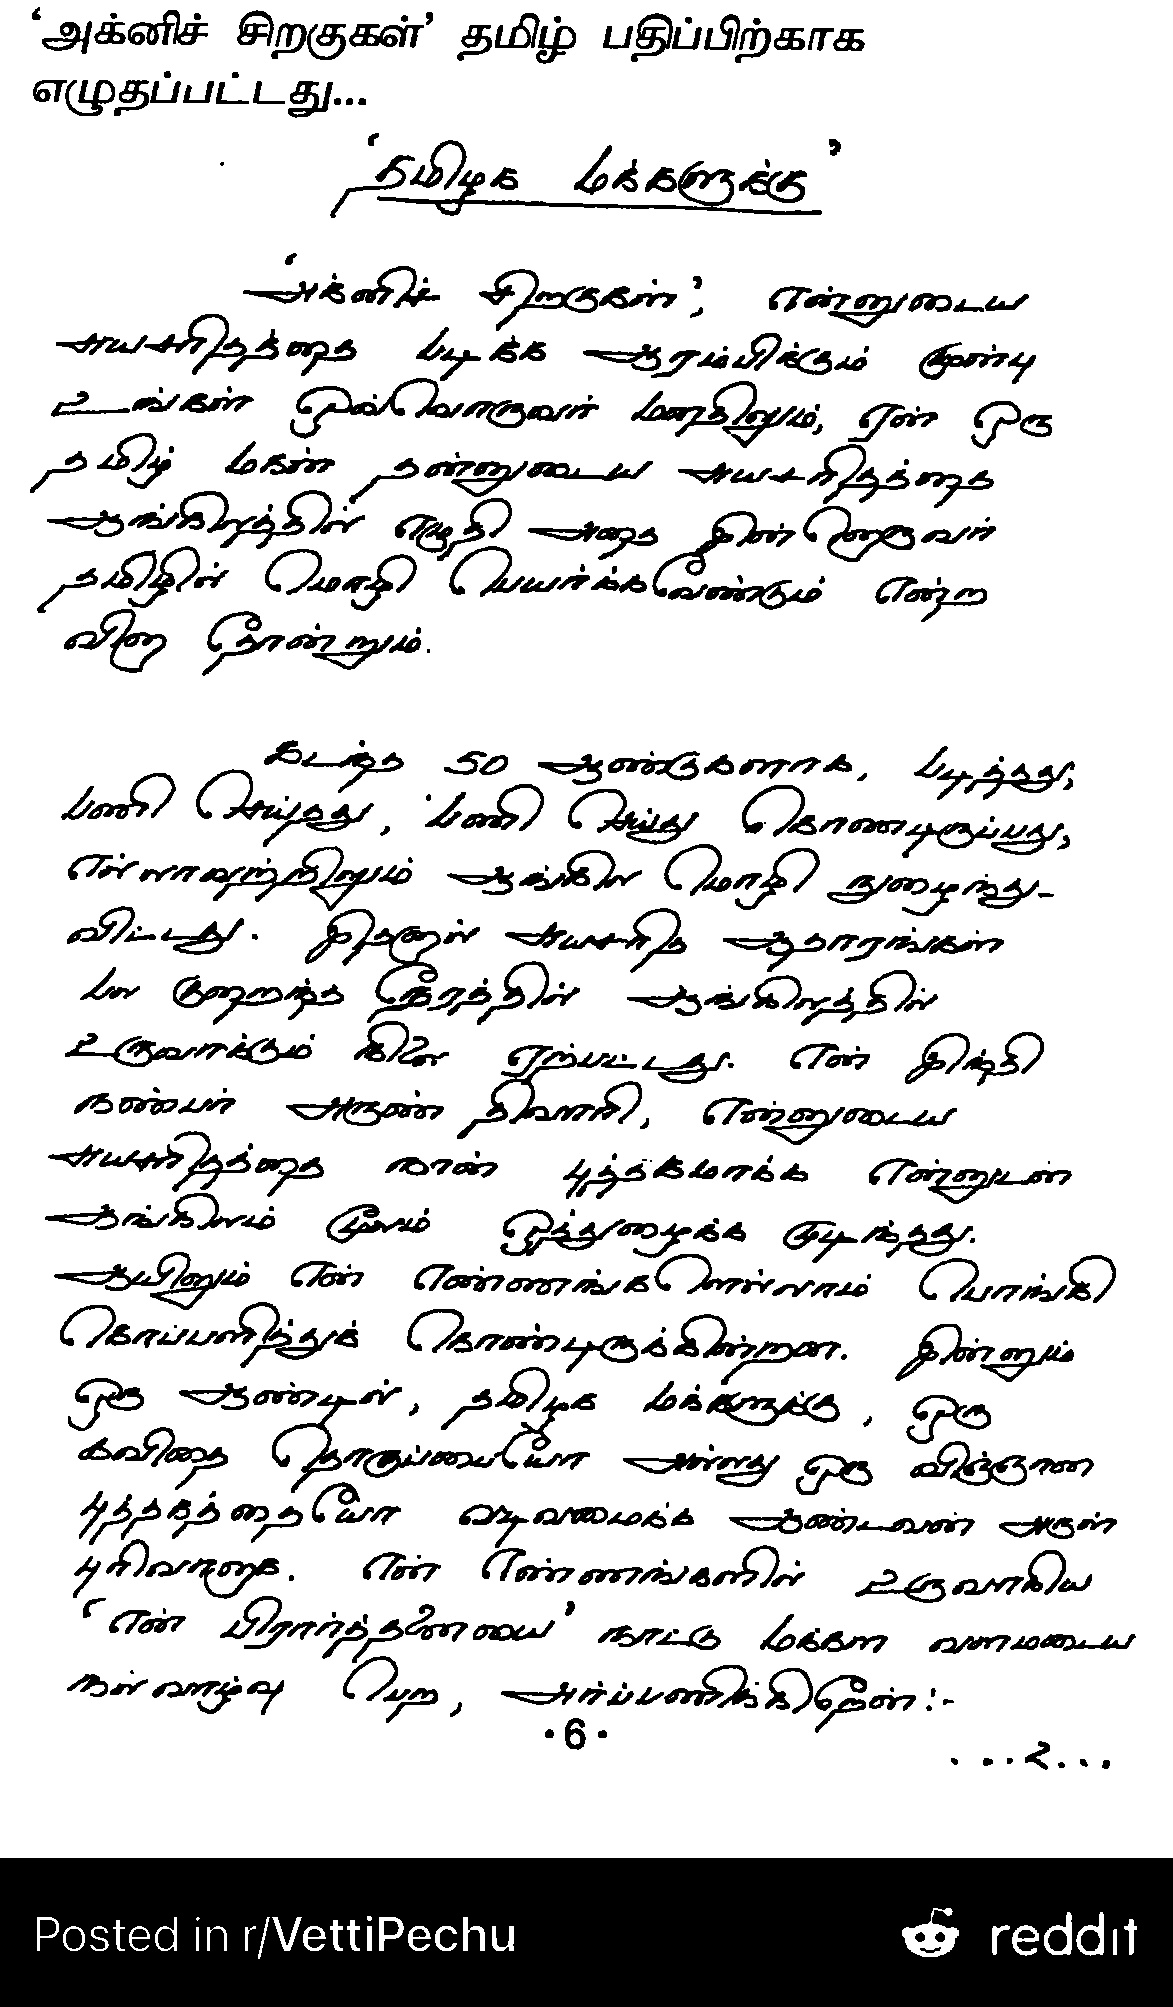 ‘அக்னிச் சிறகுகள்’ தமிழ் பதிப்பிற்காக
எழுதப்பட்டது...
‘தமிழக மக்களுக்கு’
‘அக்னிச் சிறகுகள்’, என்னுடைய
சுயசரிதத்தை படிக்க ஆரம்பிக்கும் முன்பு
உங்கள் ஒவ்வொருவர் மனதிலும், ஏன் ஒரு
தமிழ் மகன் தன்னுடைய சுயசரிதத்தை
ஆங்கிலத்தில் எழுதி அதை இன்னொருவர்
தமிழில் மொழி பெயர்க்கவேண்டும் என்ற
வினா தோன்றும்.
கடந்த 50 ஆண்டுகளாக, படித்தது,
பணி செய்தது, பணி செய்து கொண்டிருப்பது,
எல்லாவற்றிலும் ஆங்கில மொழி நுழைந்து-
விட்டது. இதனால் சுயசரித ஆதாரங்கள்
பல குறைந்த நேரத்தில் ஆங்கிலத்தில்
உருவாக்கும் நிலை ஏற்பட்டது. என் இந்தி
நண்பர் அருண் திவாரி, என்னுடைய
சுயசரிதத்தை நான் புத்தகமாக்க என்னுடன்
ஆங்கிலம் மூலம் ஒத்துழைக்க முடிந்தது.
ஆயினும் என் எண்ணங்களெல்லாம் பொங்கி
கொப்பளித்துக் கொண்டிருக்கின்றன. இன்னும்
ஒரு ஆண்டில், தமிழக மக்களுக்கு, ஒரு
கவிதை தொகுப்பையோ அல்லது ஒரு விஞ்ஞான
புத்தகத்தையோ வடிவமைக்க ஆண்டவன் அருள்
புரிவானாக. என் எண்ணங்களில் உருவாகிய
‘என் பிரார்த்தனையை’ நாட்டு மக்கள் வளமடைய
நல்வாழ்வு பெற, அர்ப்பணிக்கிறேன்:-
·6·
...2...
Posted in r/VettiPechu
reddit